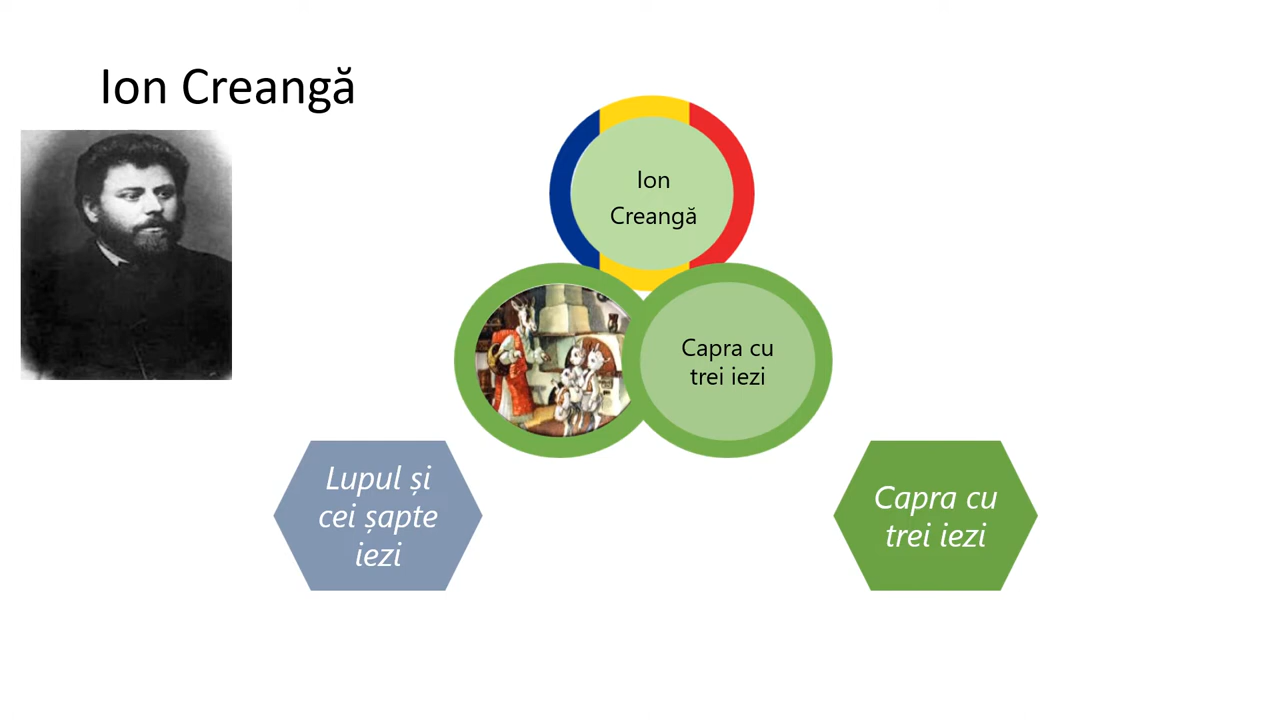 Ion Creangă
Ion
Creangă
Capra cu
trei iezi
Lupul și
cei șapte
iezi
Capra cu
trei iezi